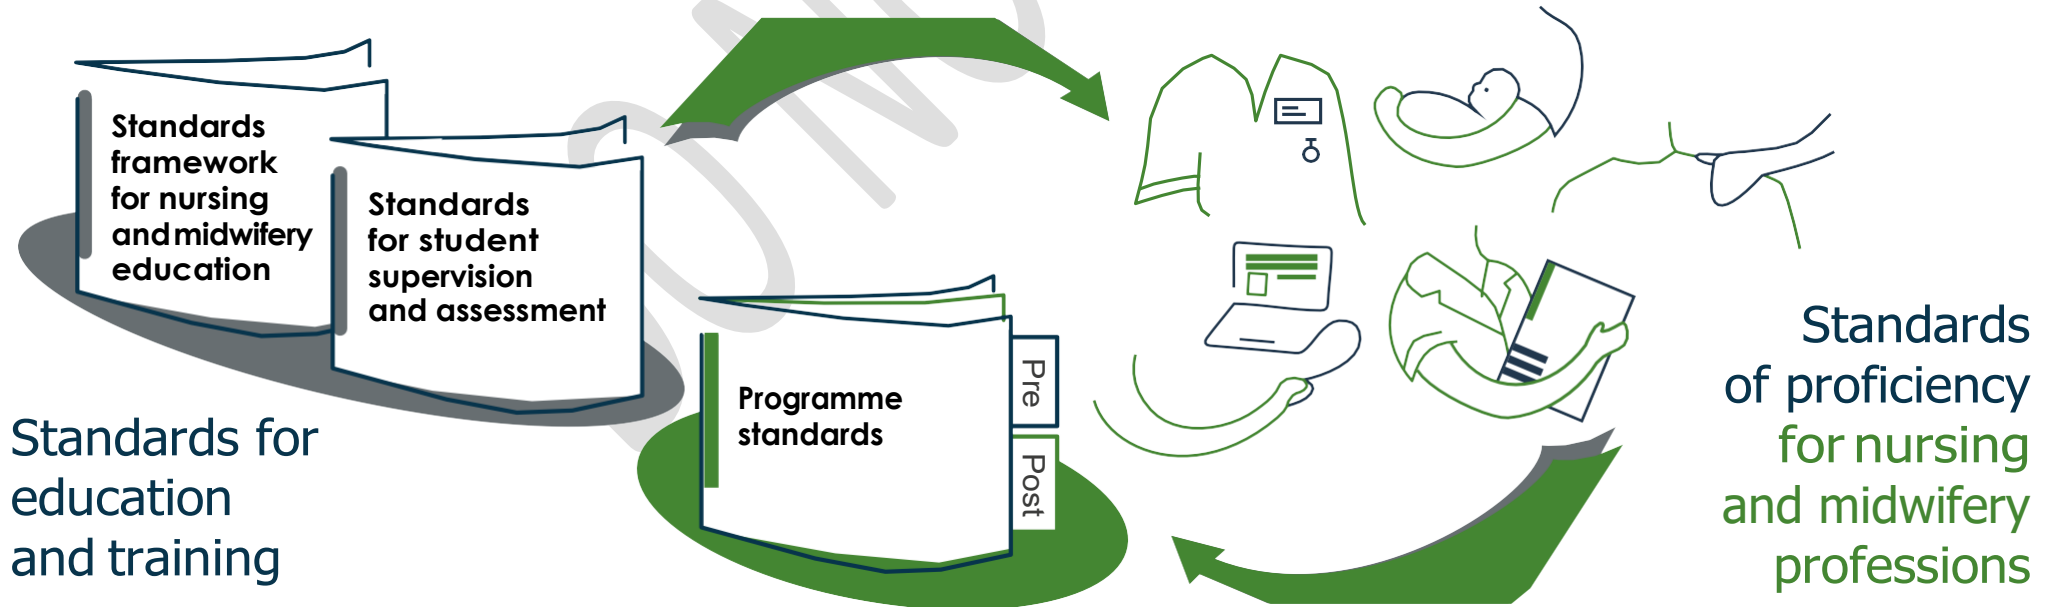 Standards
framework
for nursing
and midwifery
education
Standards
for student
supervision
and assessment
Programme
standards
Pre
Post
Standards for
education
and training
Standards
of proficiency
for nursing
and midwifery
professions